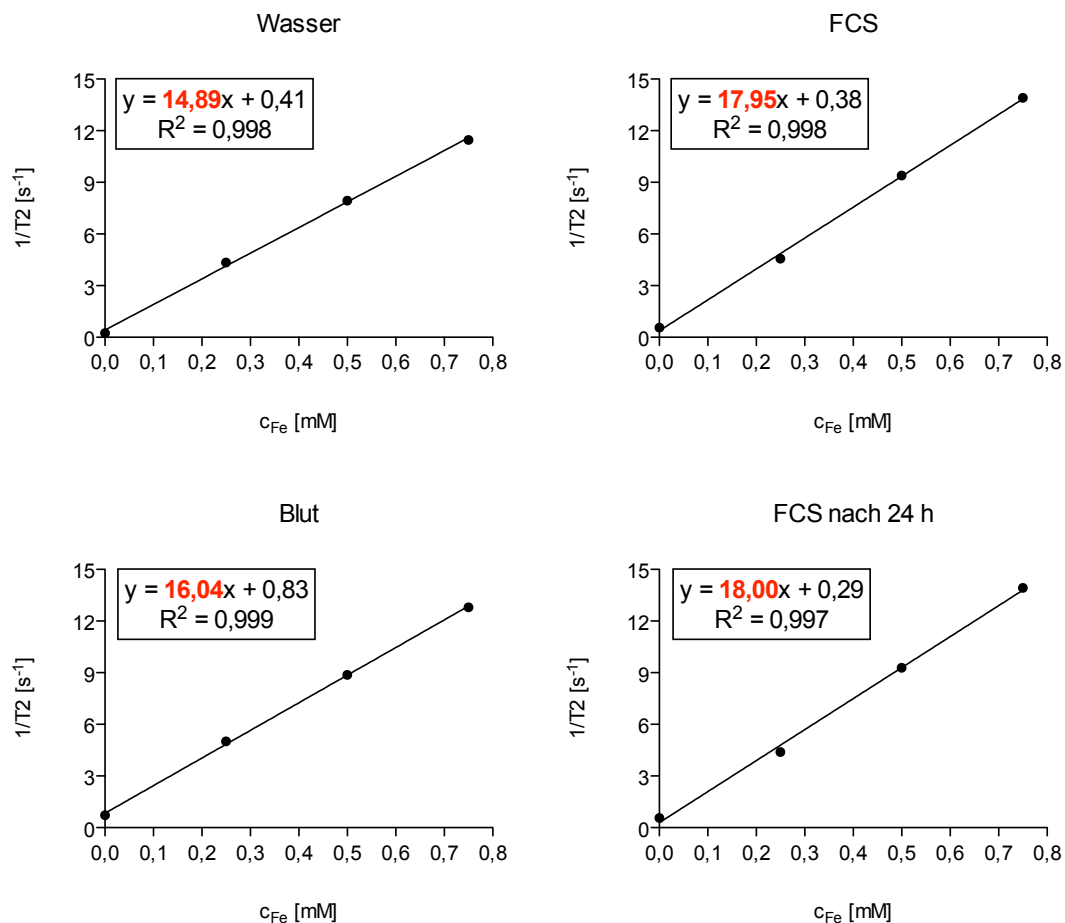 Wasser
15
12
9
6
3
0
1/T2 [s⁻¹]
y = 14,89x + 0,41
R² = 0,998
0,0 0,1 0,2 0,3 0,4 0,5 0,6 0,7 0,8
c_Fe [mM]
FCS
15
12
9
6
3
0
1/T2 [s⁻¹]
y = 17,95x + 0,38
R² = 0,998
0,0 0,1 0,2 0,3 0,4 0,5 0,6 0,7 0,8
c_Fe [mM]
Blut
15
12
9
6
3
0
1/T2 [s⁻¹]
y = 16,04x + 0,83
R² = 0,999
0,0 0,1 0,2 0,3 0,4 0,5 0,6 0,7 0,8
c_Fe [mM]
FCS nach 24 h
15
12
9
6
3
0
1/T2 [s⁻¹]
y = 18,00x + 0,29
R² = 0,997
0,0 0,1 0,2 0,3 0,4 0,5 0,6 0,7 0,8
c_Fe [mM]